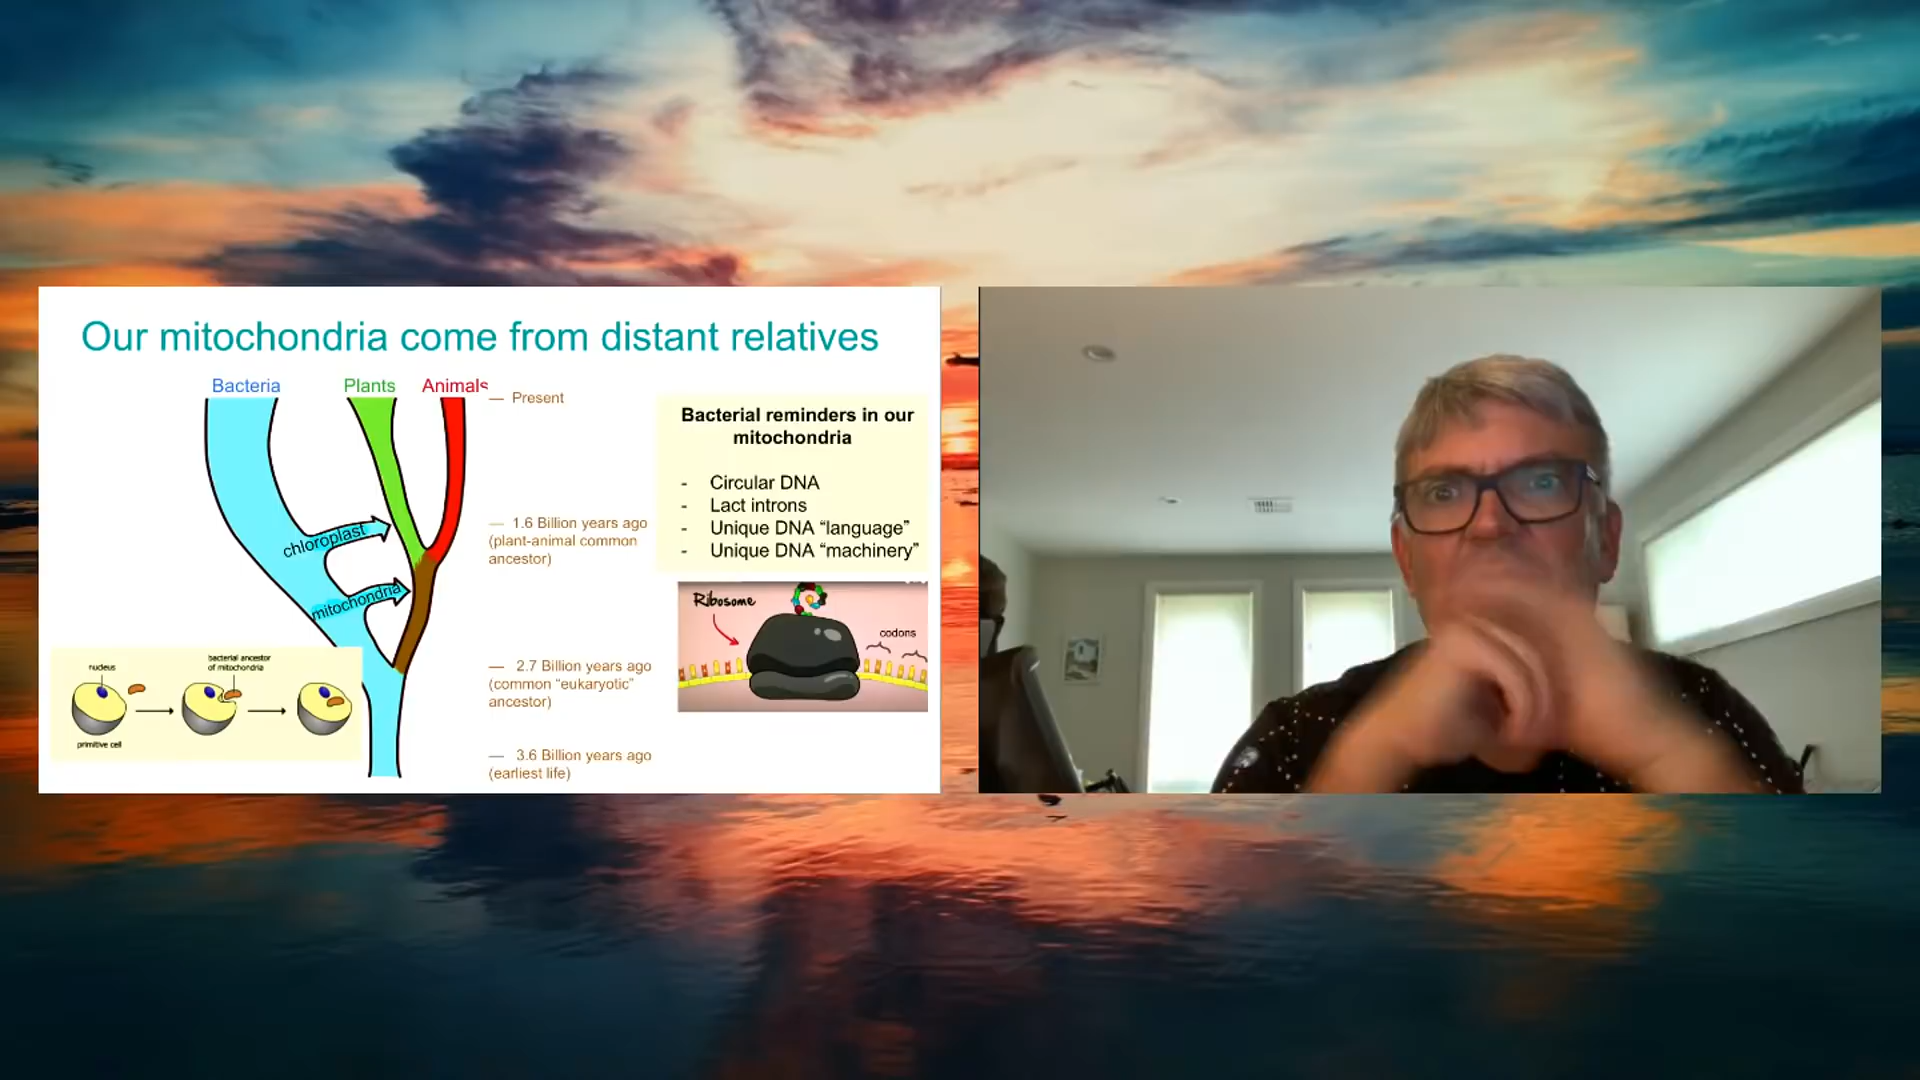 Our mitochondria come from distant relatives
Bacteria
Plants
Animals
— Present
— 1.6 Billion years ago
(plant-animal common
ancestor)
— 2.7 Billion years ago
(common “eukaryotic”
ancestor)
— 3.6 Billion years ago
(earliest life)
chloroplast
mitochondria
nucleus
primitive cell
bacterial ancestor
of mitochondria
Bacterial reminders in our
mitochondria
- Circular DNA
- Lact introns
- Unique DNA “language”
- Unique DNA “machinery”
Ribosome
codons